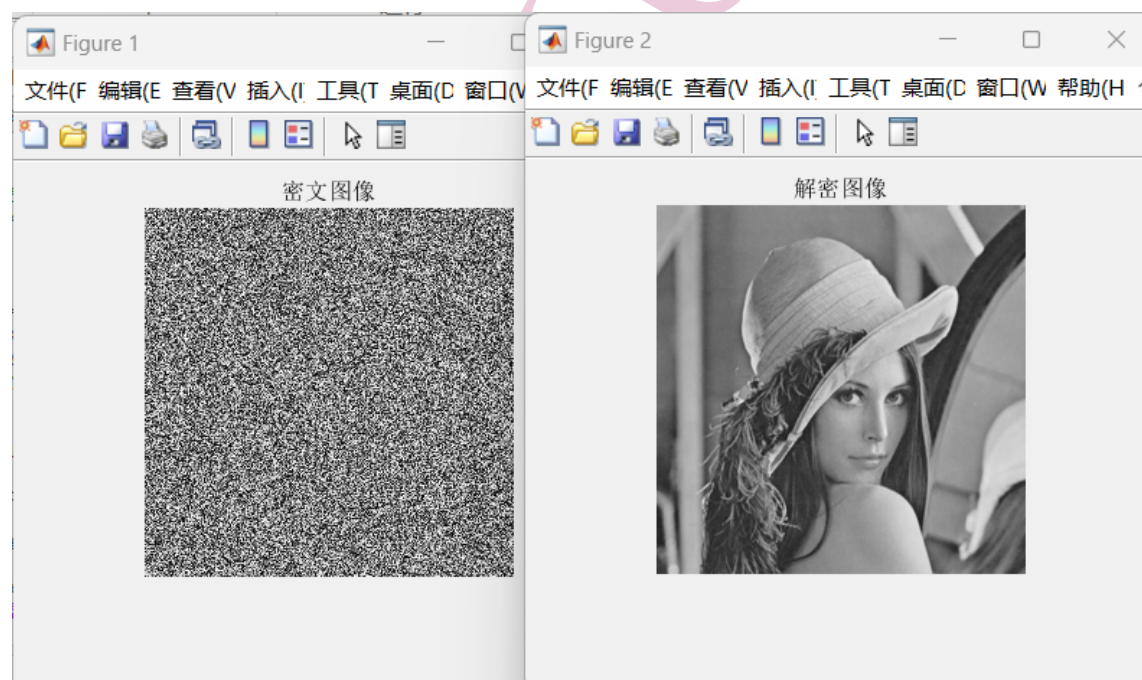 Figure 1
文件(F 编辑(E 查看(V 插入(I 工具(T 桌面(D 窗口(W
密文图像
Figure 2
文件(F 编辑(E 查看(V 插入(I 工具(T 桌面(D 窗口(W 帮助(H
解密图像